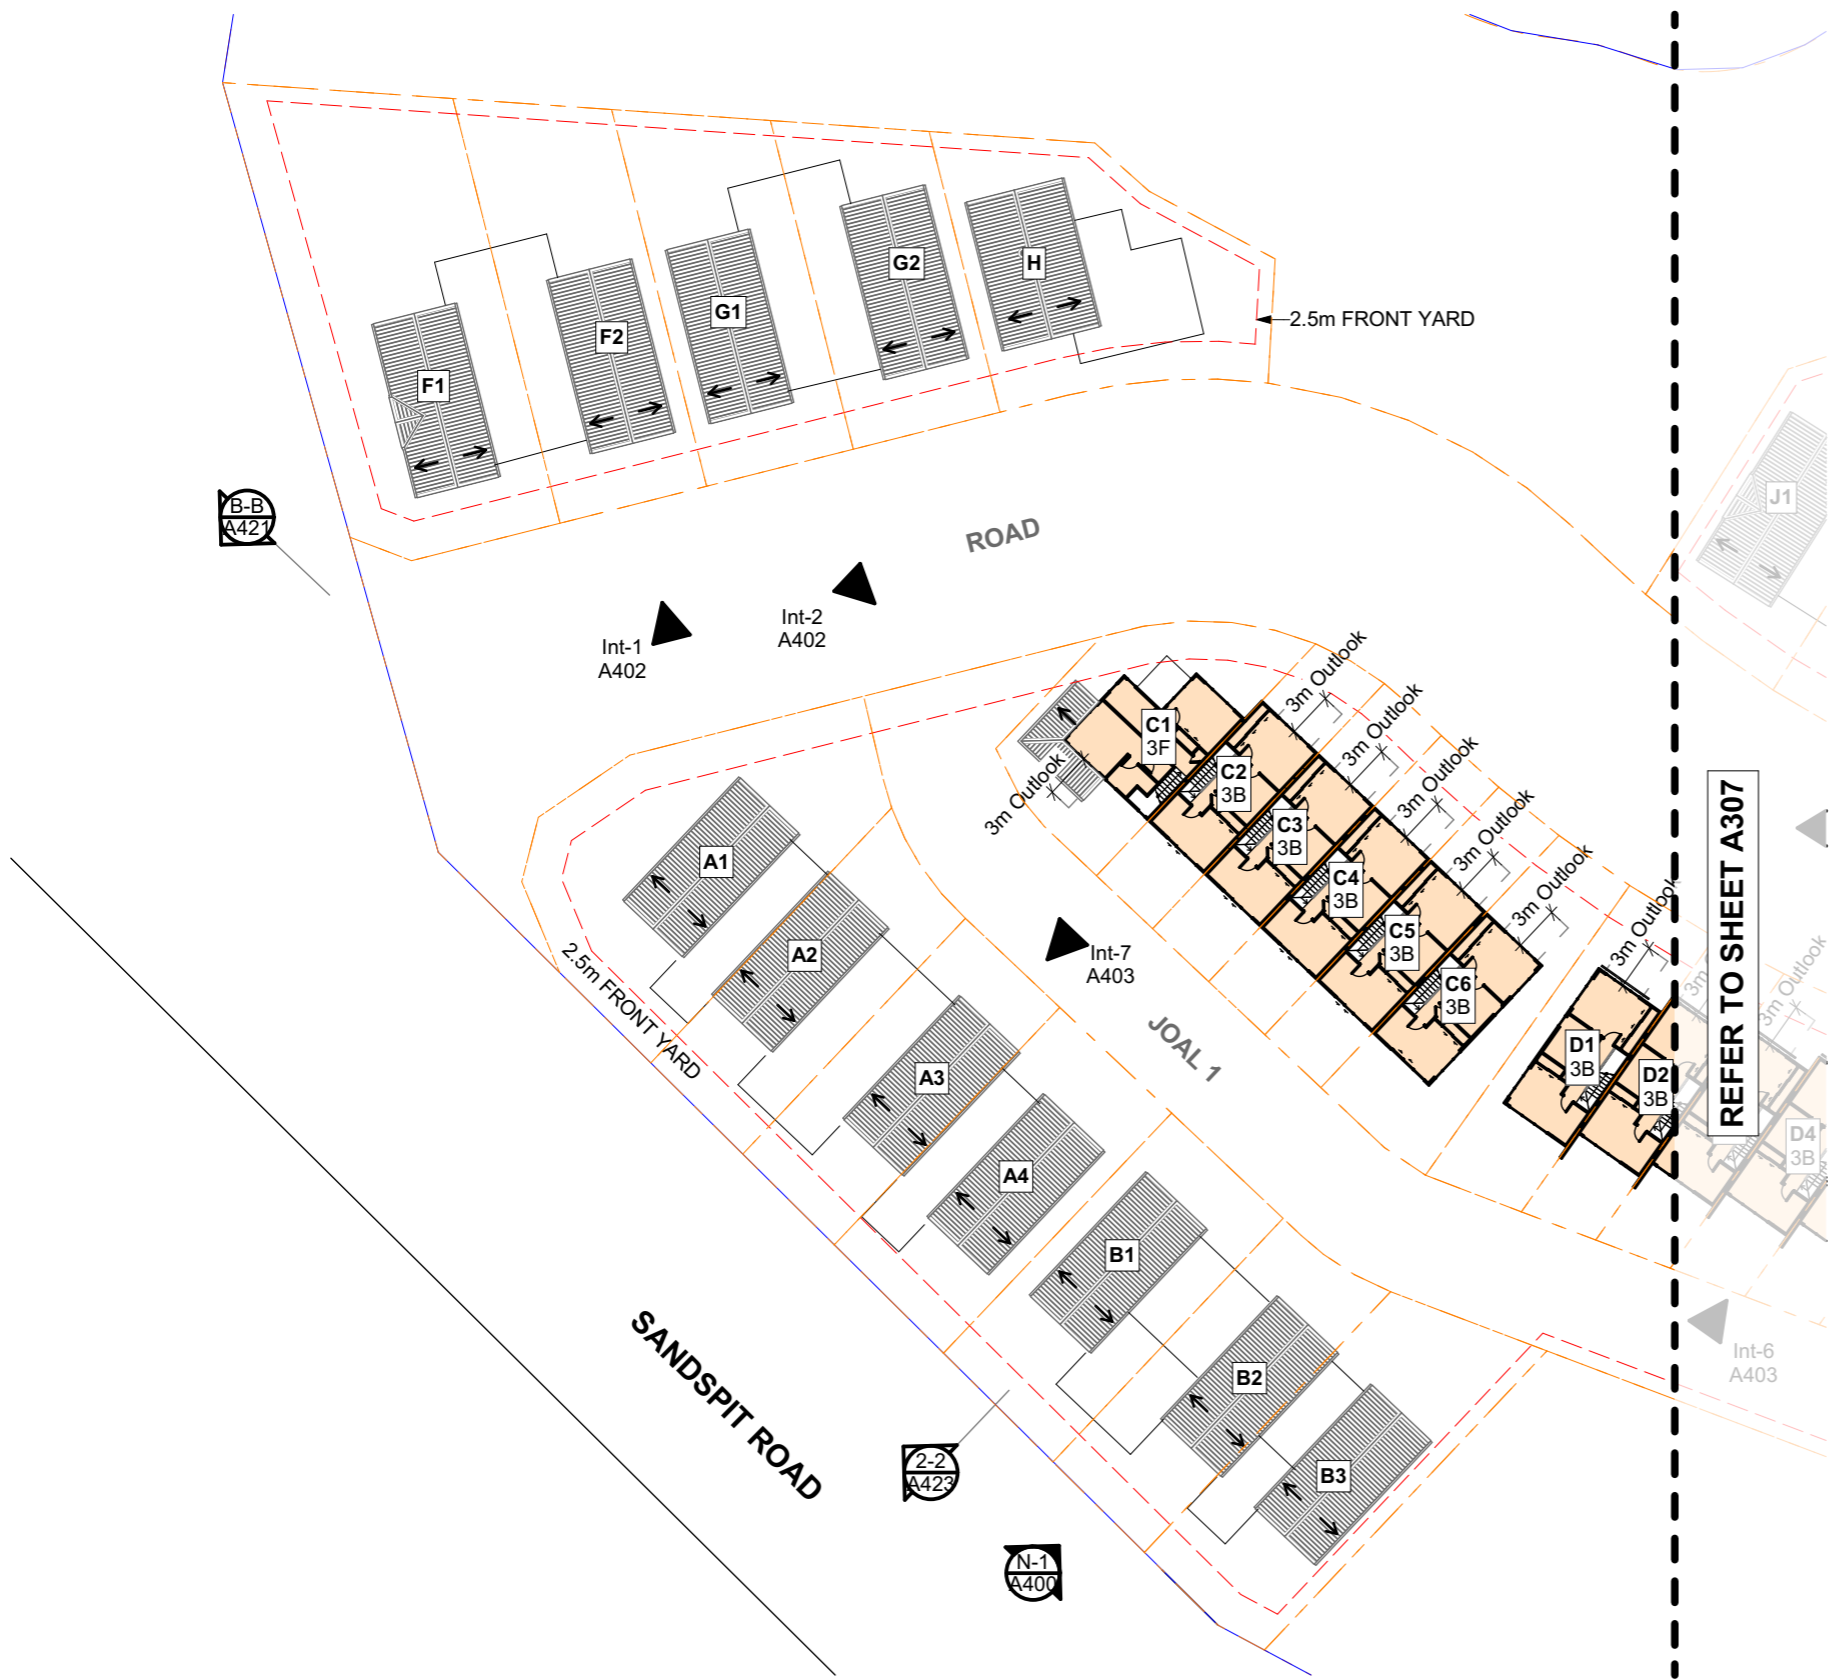 G2
H
G1
F2
F1
2.5m FRONT YARD
B-B
A421
ROAD
J1
Int-1
A402
Int-2
A402
3m Outlook
3m Outlook
3m Outlook
3m Outlook
3m Outlook
3m Outlook
3m Outlook
3m Outlook
C1
3F
C2
3B
C3
3B
C4
3B
C5
3B
C6
3B
D1
3B
D2
3B
D4
3B
REFER TO SHEET A307
A1
A2
A3
A4
2.5m FRONT YARD
Int-7
A403
JOAL 1
B1
B2
B3
SANDSPIT ROAD
Int-6
A403
2-2
A423
N-1
A400